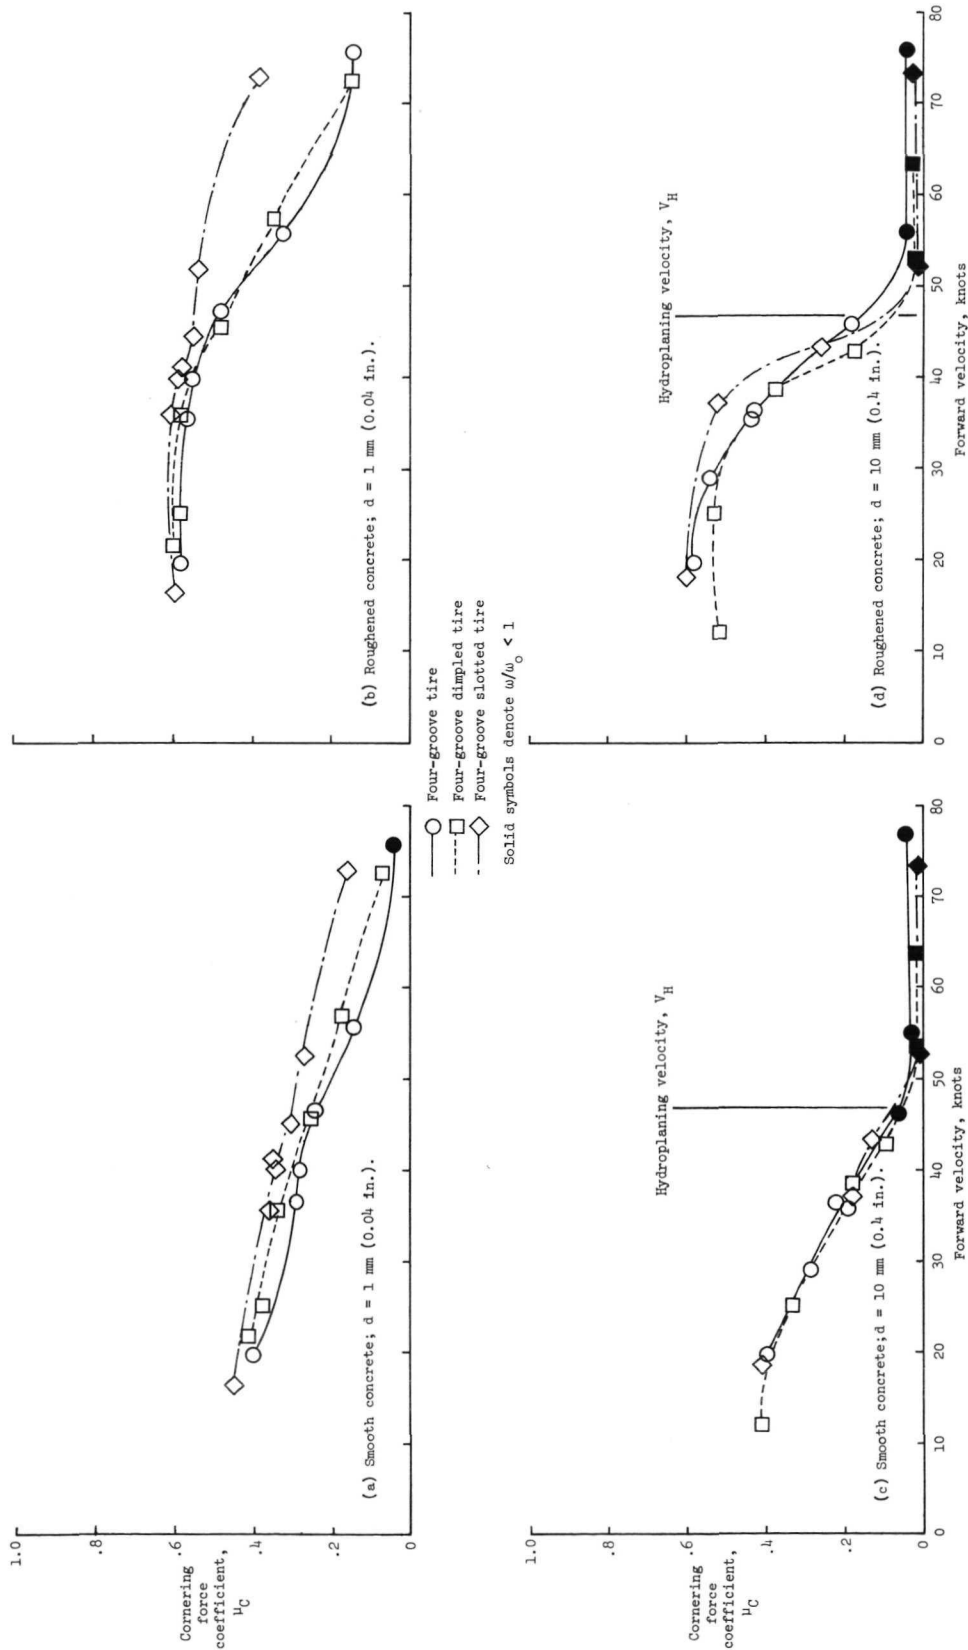 1.0
.8
.6
.4
.2
0
Cornering
force
coefficient,
μC
(a) Smooth concrete; d = 1 mm (0.04 in.).
(b) Roughened concrete; d = 1 mm (0.04 in.).
Four-groove tire
Four-groove dimpled tire
Four-groove slotted tire
Solid symbols denote ω/ωo < 1
1.0
.8
.6
.4
.2
0
Cornering
force
coefficient,
μC
Hydroplaning velocity, VH
(c) Smooth concrete; d = 10 mm (0.4 in.).
0
10
20
30
40
50
60
70
80
Forward velocity, knots
Hydroplaning velocity, VH
(d) Roughened concrete; d = 10 mm (0.4 in.).
0
10
20
30
40
50
60
70
80
Forward velocity, knots